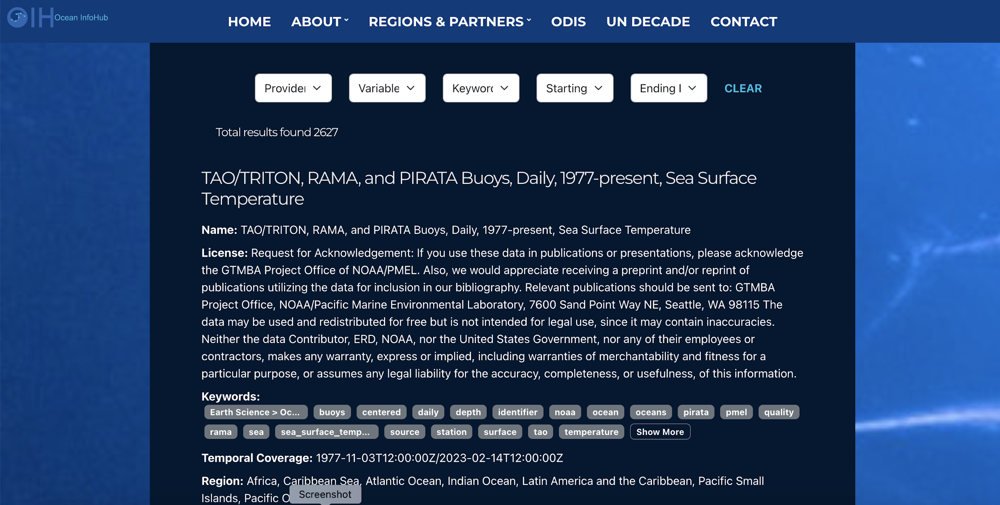 OIH Ocean InfoHub
HOME ABOUT REGIONS & PARTNERS ODIS UN DECADE CONTACT
Provider Variable Keyword Starting Ending CLEAR
Total results found 2627
TAO/TRITON, RAMA, and PIRATA Buoys, Daily, 1977-present, Sea Surface
Temperature
Name: TAO/TRITON, RAMA, and PIRATA Buoys, Daily, 1977-present, Sea Surface Temperature
License: Request for Acknowledgement: If you use these data in publications or presentations, please acknowledge
the GTMBA Project Office of NOAA/PMEL. Also, we would appreciate receiving a preprint and/or reprint of
publications utilizing the data for inclusion in our bibliography. Relevant publications should be sent to: GTMBA
Project Office, NOAA/Pacific Marine Environmental Laboratory, 7600 Sand Point Way NE, Seattle, WA 98115 The
data may be used and redistributed for free but is not intended for legal use, since it may contain inaccuracies.
Neither the data Contributor, ERD, NOAA, nor the United States Government, nor any of their employees or
contractors, makes any warranty, express or implied, including warranties of merchantability and fitness for a
particular purpose, or assumes any legal liability for the accuracy, completeness, or usefulness, of this information.
Keywords:
Earth Science > Oc... buoys centered daily depth identifier noaa ocean oceans pirata pmel quality
rama sea sea_surface_temp... source station surface tao temperature Show More
Temporal Coverage: 1977-11-03T12:00:00Z/2023-02-14T12:00:00Z
Region: Africa, Caribbean Sea, Atlantic Ocean, Indian Ocean, Latin America and the Caribbean, Pacific Small
Islands, Pacific O
Screenshot